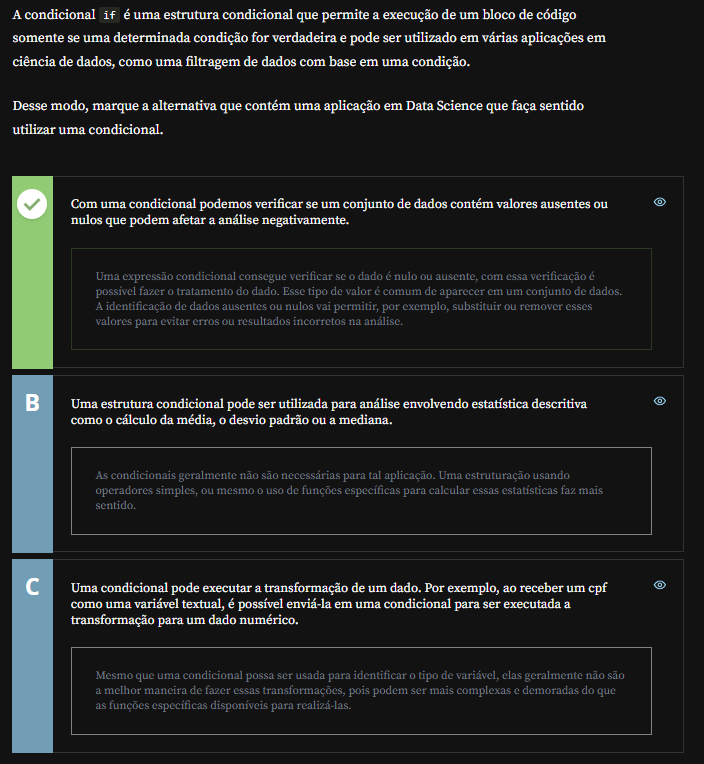 A condicional if é uma estrutura condicional que permite a execução de um bloco de código
somente se uma determinada condição for verdadeira e pode ser utilizado em várias aplicações em
ciência de dados, como uma filtragem de dados com base em uma condição.
Desse modo, marque a alternativa que contém uma aplicação em Data Science que faça sentido
utilizar uma condicional.
Com uma condicional podemos verificar se um conjunto de dados contém valores ausentes ou
nulos que podem afetar a análise negativamente.
Uma expressão condicional consegue verificar se o dado é nulo ou ausente, com essa verificação é
possível fazer o tratamento do dado. Esse tipo de valor é comum de aparecer em um conjunto de dados.
A identificação de dados ausentes ou nulos vai permitir, por exemplo, substituir ou remover esses
valores para evitar erros ou resultados incorretos na análise.
B
Uma estrutura condicional pode ser utilizada para análise envolvendo estatística descritiva
como o cálculo da média, o desvio padrão ou a mediana.
As condicionais geralmente não são necessárias para tal aplicação. Uma estruturação usando
operadores simples, ou mesmo o uso de funções específicas para calcular essas estatísticas faz mais
sentido.
C
Uma condicional pode executar a transformação de um dado. Por exemplo, ao receber um cpf
como uma variável textual, é possível enviá-la em uma condicional para ser executada a
transformação para um dado numérico.
Mesmo que uma condicional possa ser usada para identificar o tipo de variável, elas geralmente não são
a melhor maneira de fazer essas transformações, pois podem ser mais complexas e demoradas do que
as funções específicas disponíveis para realizá-las.